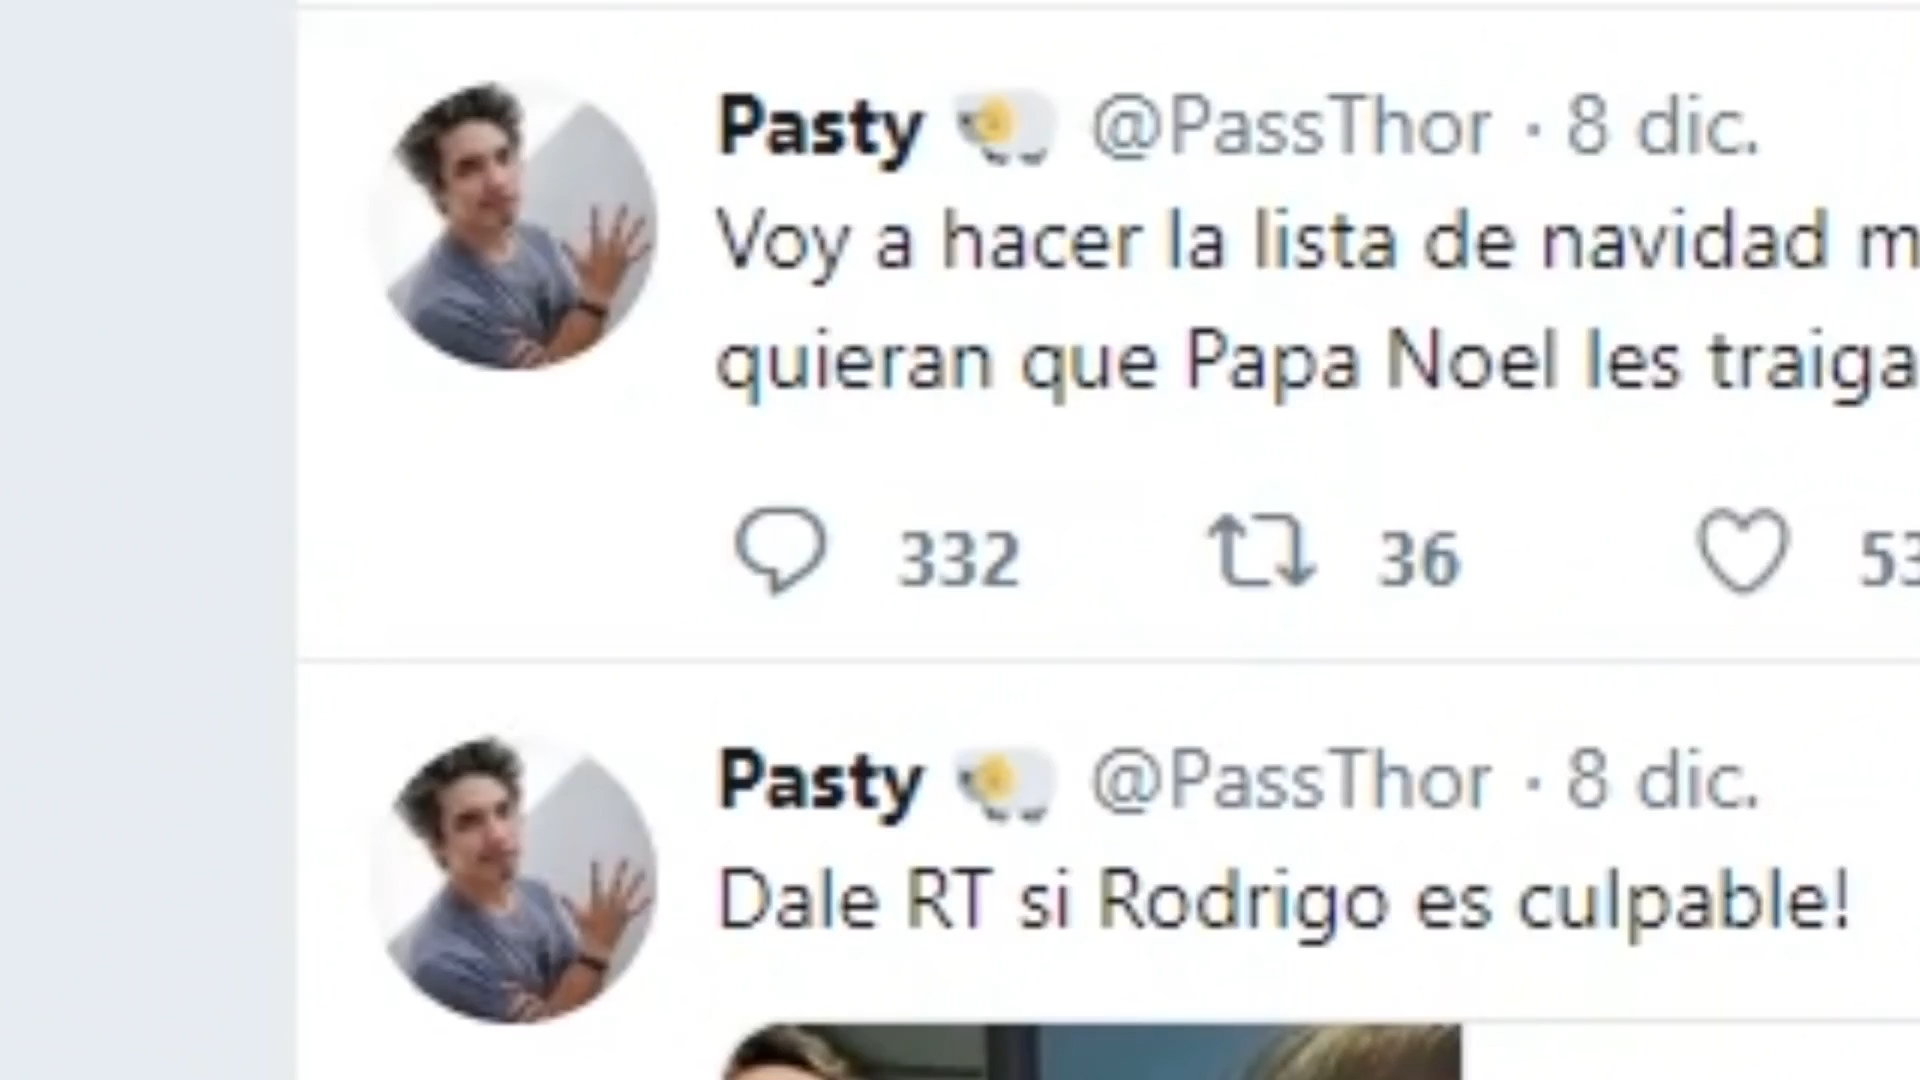 Pasty @PassThor · 8 dic.
Voy a hacer la lista de navidad
quieran que Papa Noel les traiga
332 36 53
Pasty @PassThor · 8 dic.
Dale RT si Rodrigo es culpable!